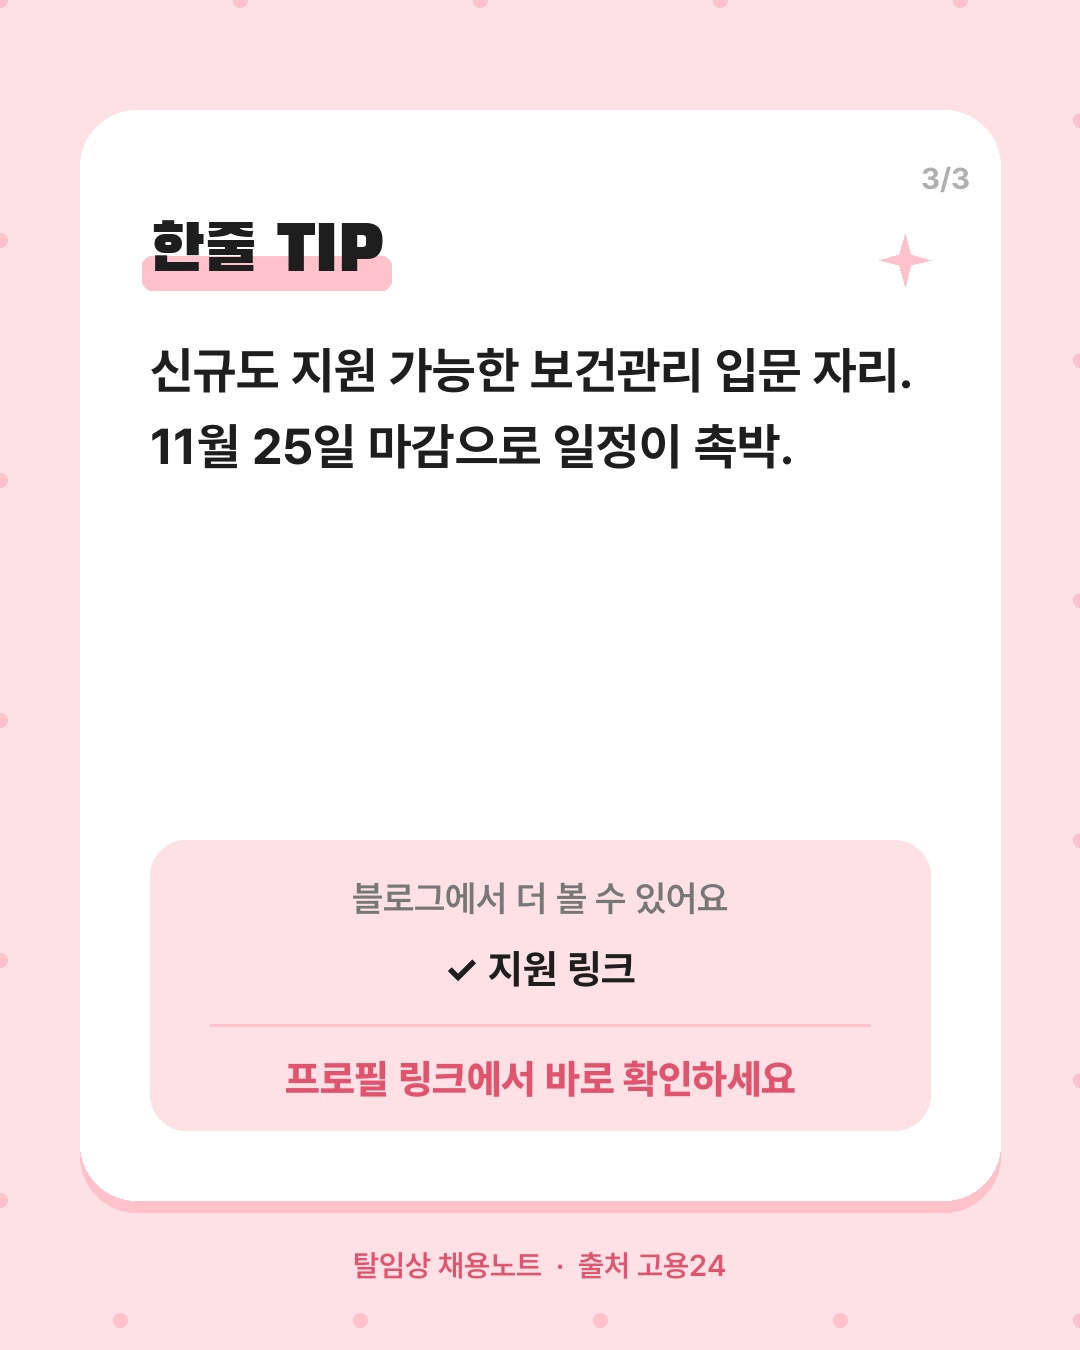 3/3
한줄 TIP
신규도 지원 가능한 보건관리 입문 자리.
11월 25일 마감으로 일정이 촉박.
블로그에서 더 볼 수 있어요
✓ 지원 링크
프로필 링크에서 바로 확인하세요
탈임상 채용노트 · 출처 고용24